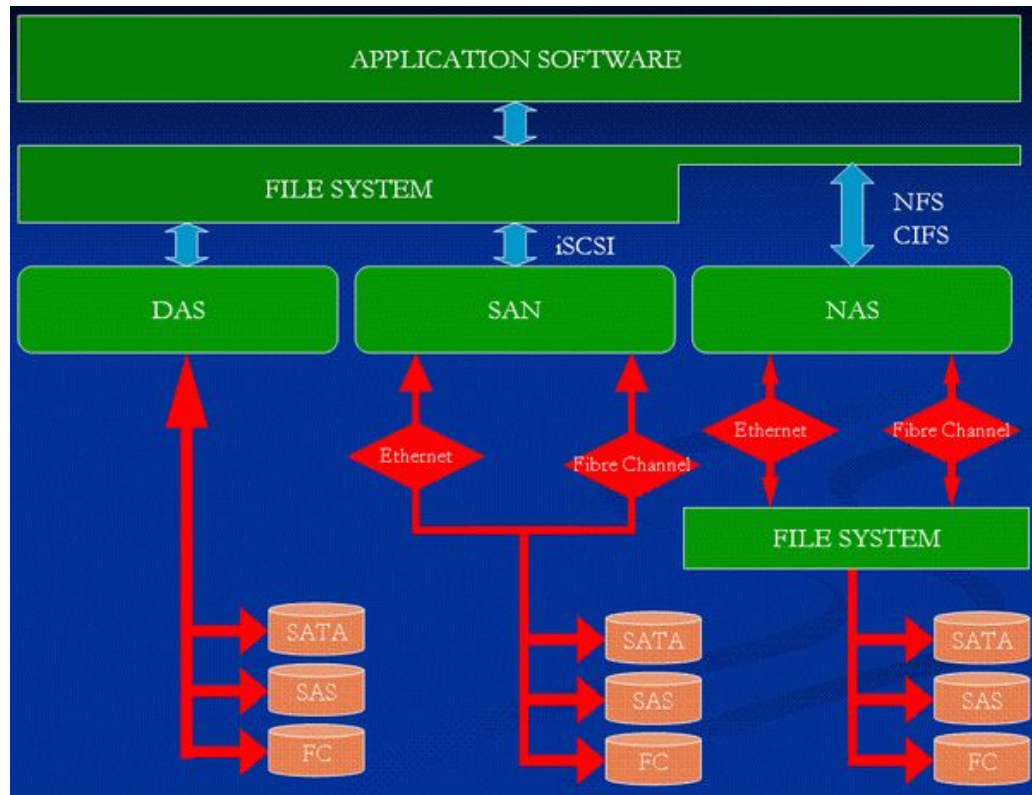 APPLICATION SOFTWARE
FILE SYSTEM
NFS
CIFS
iSCSI
DAS
SAN
NAS
Ethernet
Fibre Channel
Ethernet
Fibre Channel
FILE SYSTEM
SATA
SAS
FC
SATA
SAS
FC
SATA
SAS
FC